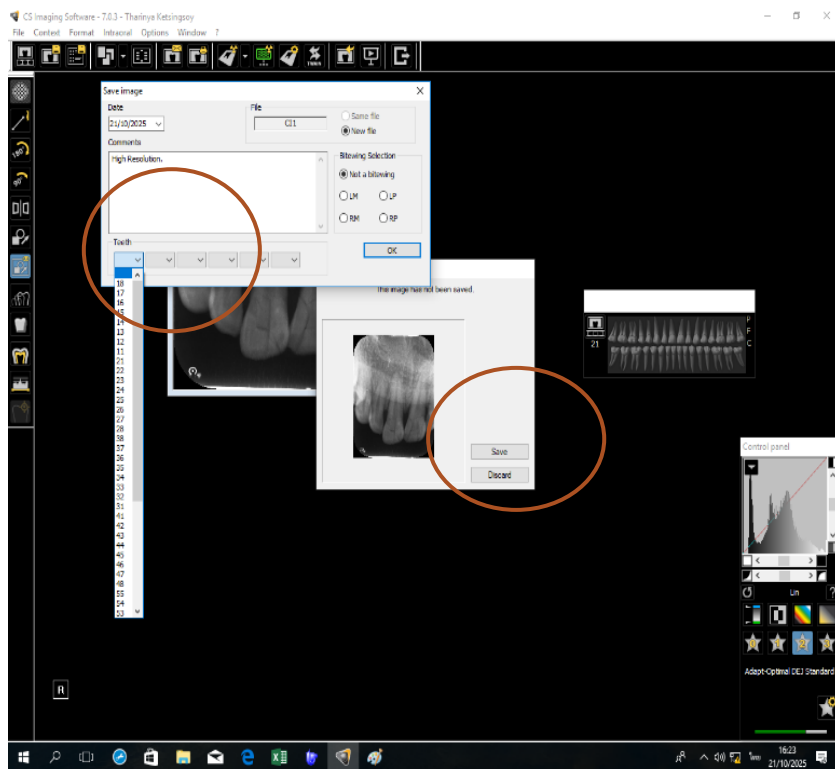 CS Imaging Software - 7.0.3 - Tharinya Ketsingsoy
File Context Format Intraoral Options Window ?
Save image
Date
21/10/2025
File
CI1
Same file
New file
Comments
High Resolution.
Bitewing Selection
Not a bitewing
LM LP
RM RP
Teeth
OK
18
17
16
15
14
13
12
11
21
22
23
24
25
26
27
28
38
37
36
35
34
33
32
31
41
42
43
44
45
46
47
48
55
54
53
The image has not been saved.
Save
Discard
21
P
F
C
Control panel
Lin
?
Adapt-Optimal DEJ Standard
R
16:23
21/10/2025